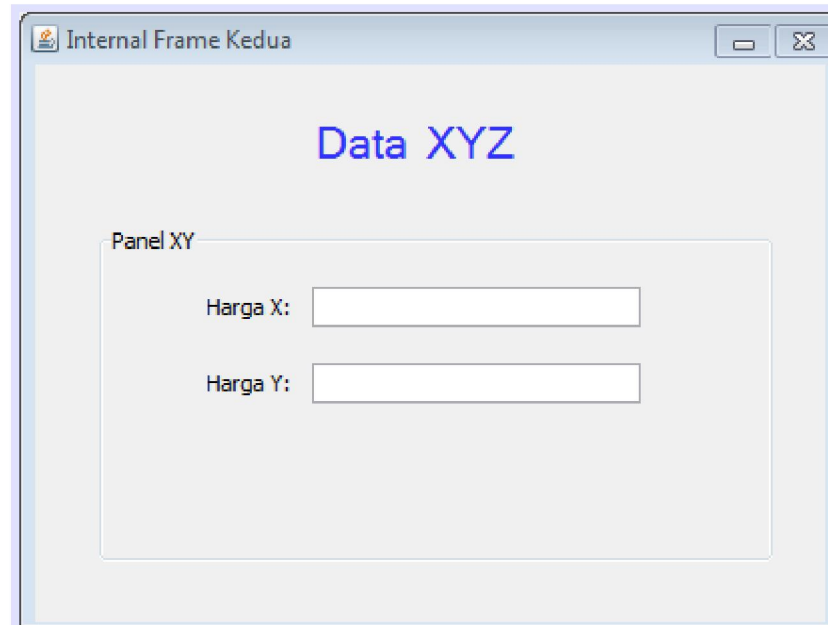 Internal Frame Kedua
Data XYZ
Panel XY
Harga X:
Harga Y: